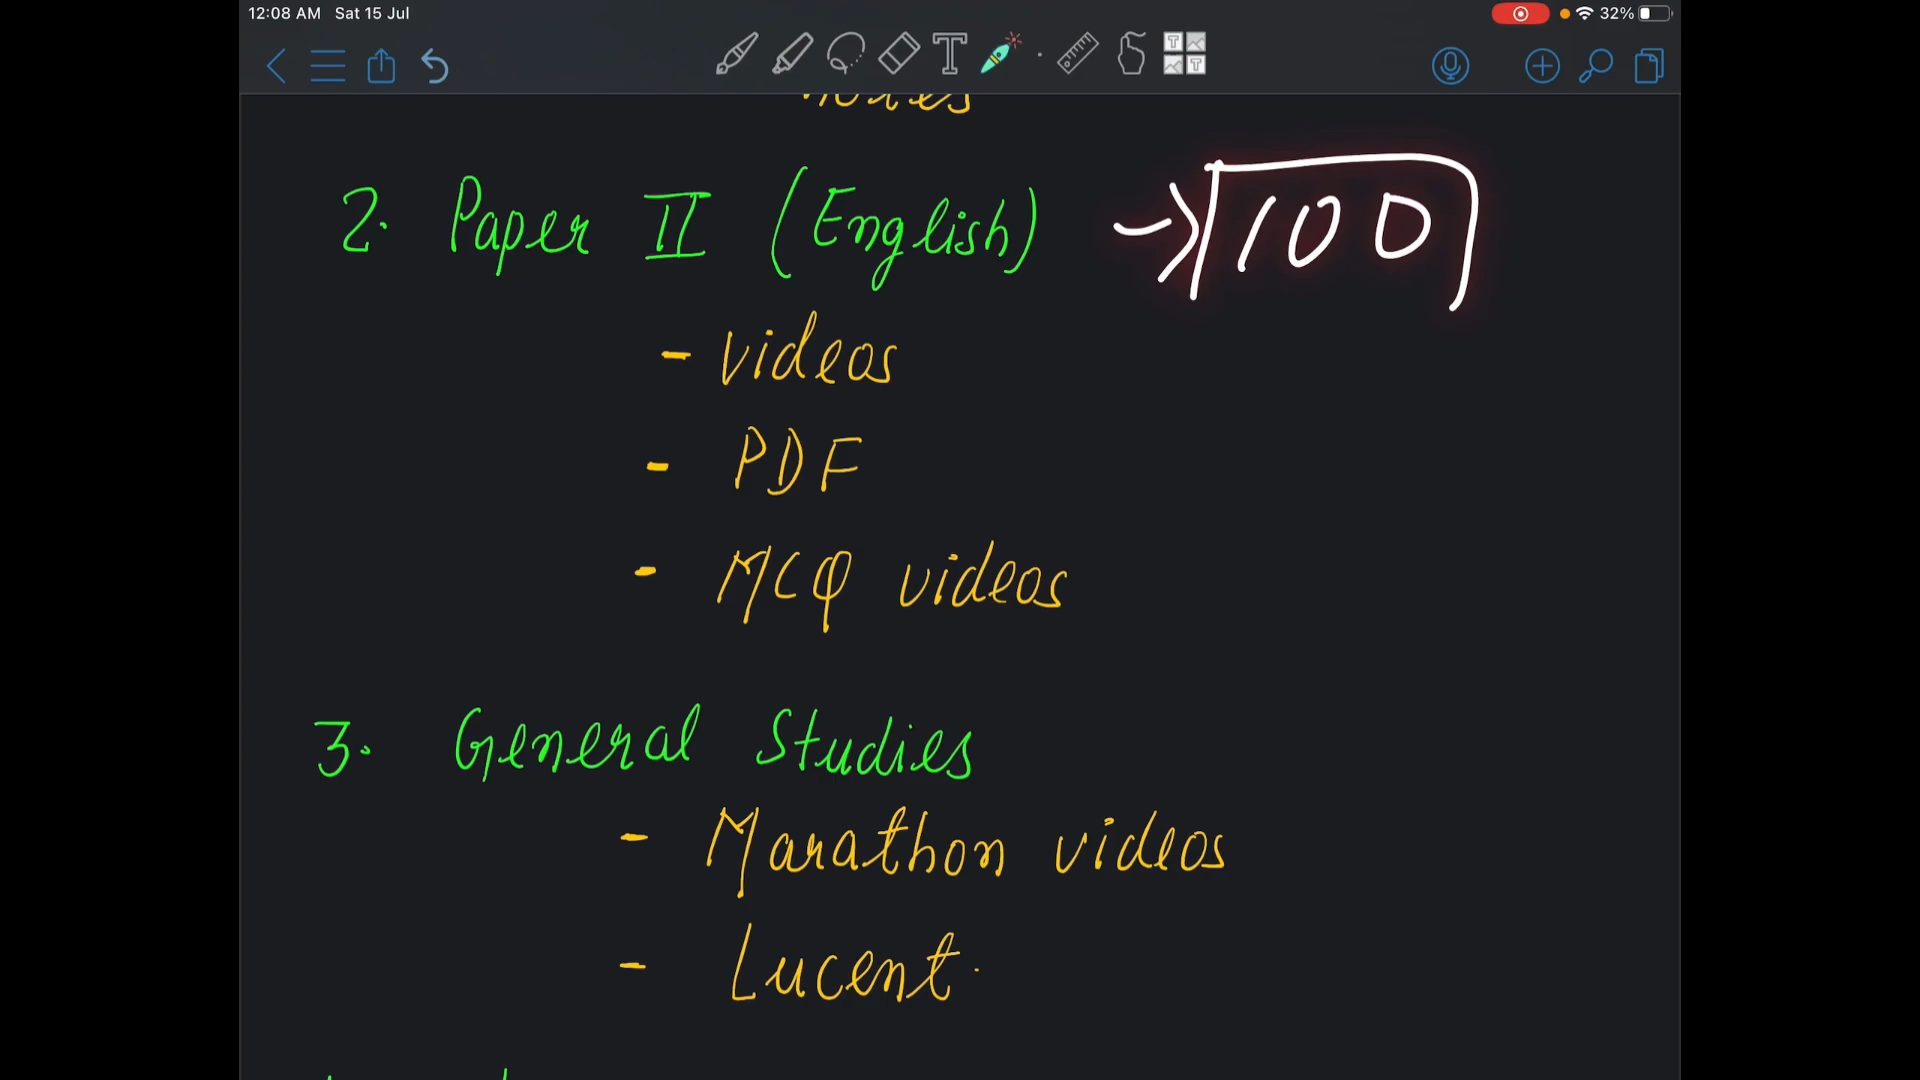 12:08 AM Sat 15 Jul
32%
notes
2. Paper II (English) → 100
- videos
- PDF
- MCQ videos
3. General Studies
- Marathon videos
- Lucent.